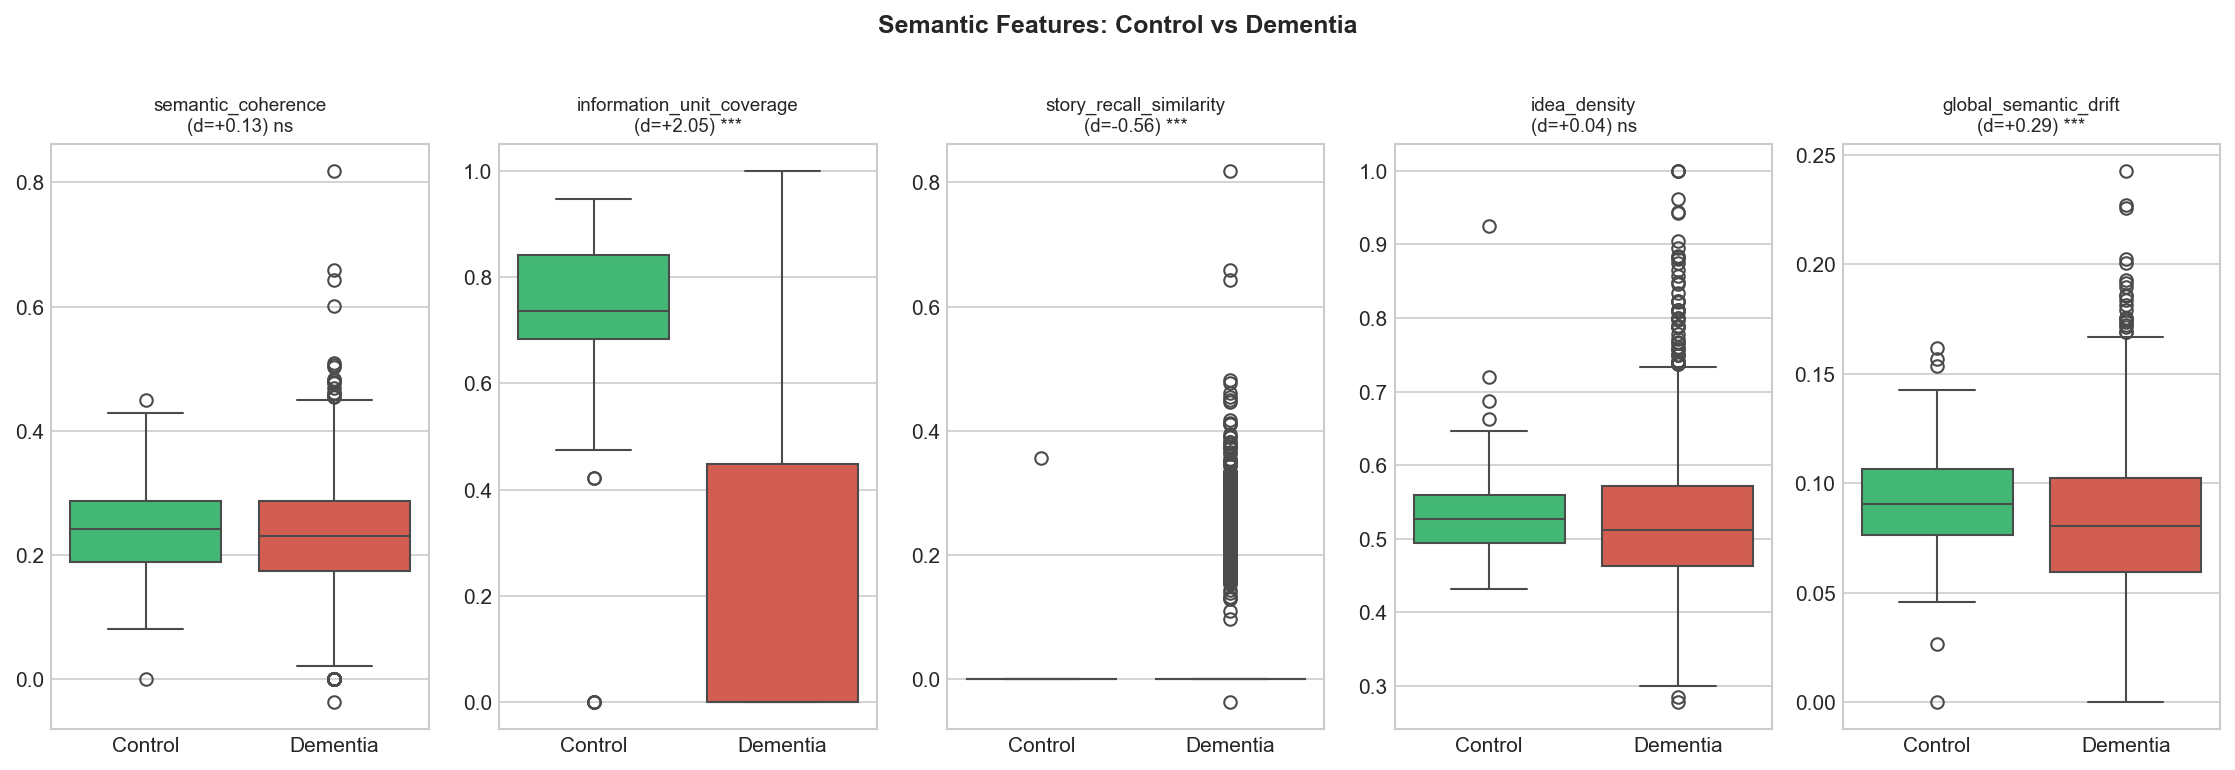 Semantic Features: Control vs Dementia
semantic_coherence
(d=+0.13) ns
0.8
0.6
0.4
0.2
0.0
Control
Dementia
information_unit_coverage
(d=+2.05) ***
1.0
0.8
0.6
0.4
0.2
0.0
Control
Dementia
story_recall_similarity
(d=-0.56) ***
0.8
0.6
0.4
0.2
0.0
Control
Dementia
idea_density
(d=+0.04) ns
1.0
0.9
0.8
0.7
0.6
0.5
0.4
0.3
Control
Dementia
global_semantic_drift
(d=+0.29) ***
0.25
0.20
0.15
0.10
0.05
0.00
Control
Dementia